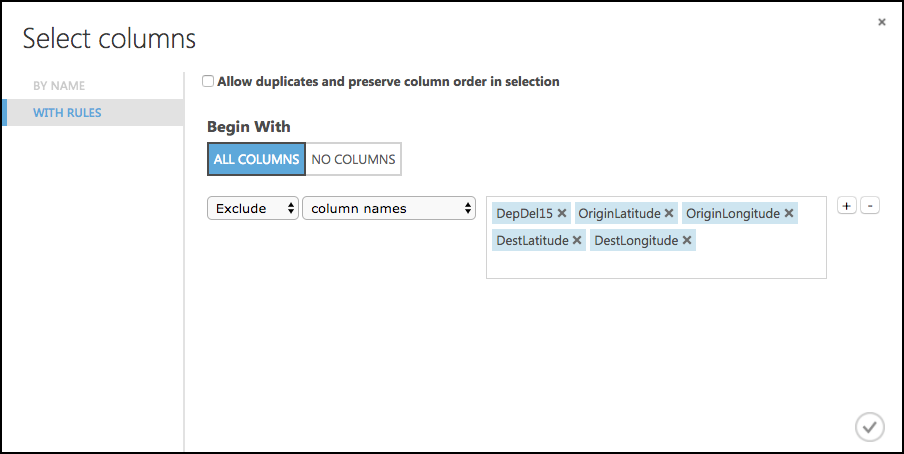 Select columns
BY NAME
WITH RULES
Allow duplicates and preserve column order in selection
Begin With
ALL COLUMNS NO COLUMNS
Exclude column names DepDel15 OriginLatitude OriginLongitude + -
DestLatitude DestLongitude